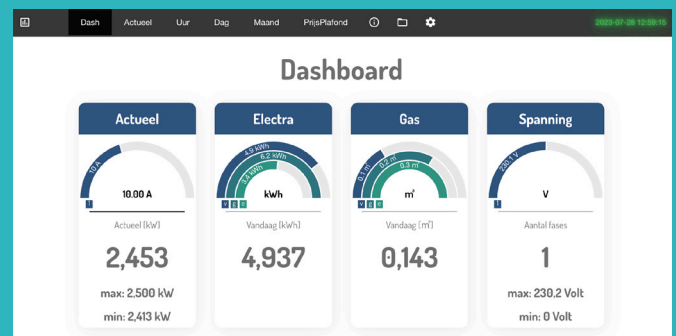 Dash Actueel Uur Dag Maand PrijsPlafond 2023-07-28 12:59:15
Dashboard
Actueel
10 A
10.00 A
I
Actueel [kW]
2,453
max: 2,500 kW
min: 2,413 kW
Electra
4.9 kWh
6.2 kWh
3.4 kWh
kWh
v g e
Vandaag [kWh]
4,937
Gas
0.1 m³
0.2 m³
0.3 m³
m³
v g e
Vandaag [m³]
0,143
Spanning
230.1 V
V
1
Aantal fases
1
max: 230,2 Volt
min: 0 Volt